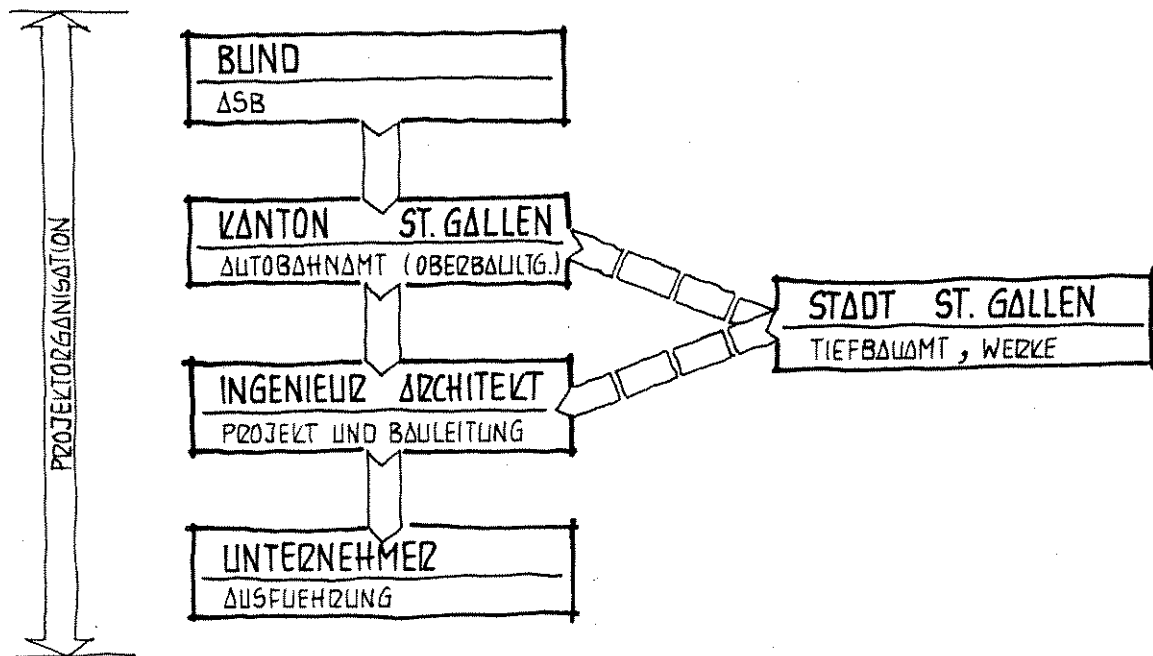 PROJEKTORGANISATION
BUND
ASB
KANTON ST. GALLEN
AUTOBAHNAMT (OBERBAULTG.)
STADT ST. GALLEN
TIEFBAUAMT, WERKE
INGENIEUR ARCHITEKT
PROJEKT UND BAULEITUNG
UNTERNEHMER
AUSFUEHRUNG